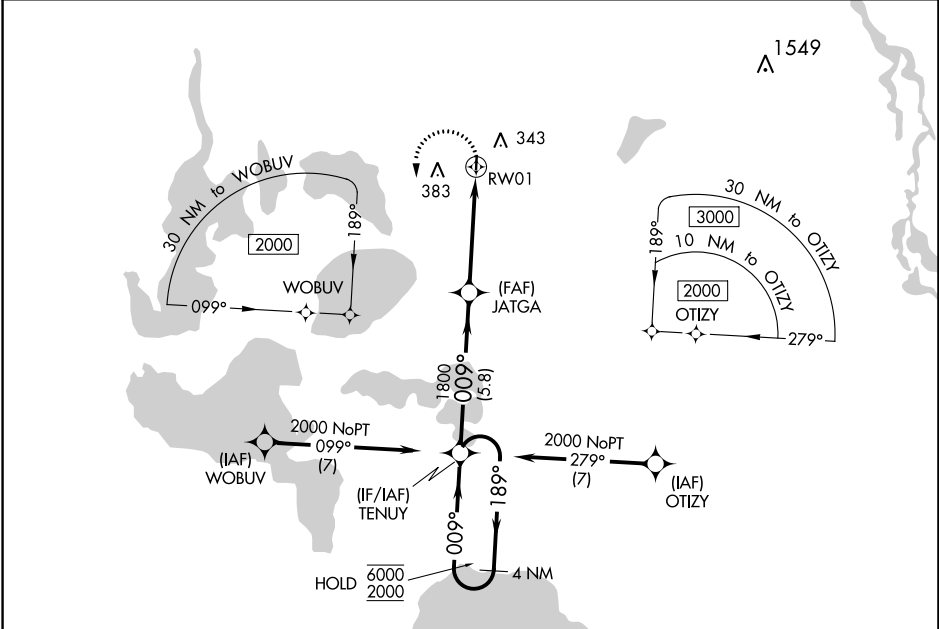 1549
343
383
RW01
30 NM to WOBUV
2000
189°
099°
WOBUV
30 NM to OTIZY
3000
10 NM to OTIZY
2000
189°
OTIZY
279°
(FAF)
JATGA
1800
009°
(5.8)
2000 NoPT
099°
(7)
(IAF)
WOBUV
2000 NoPT
279°
(7)
(IAF)
OTIZY
(IF/IAF)
TENUY
009°
189°
HOLD
6000
2000
4 NM